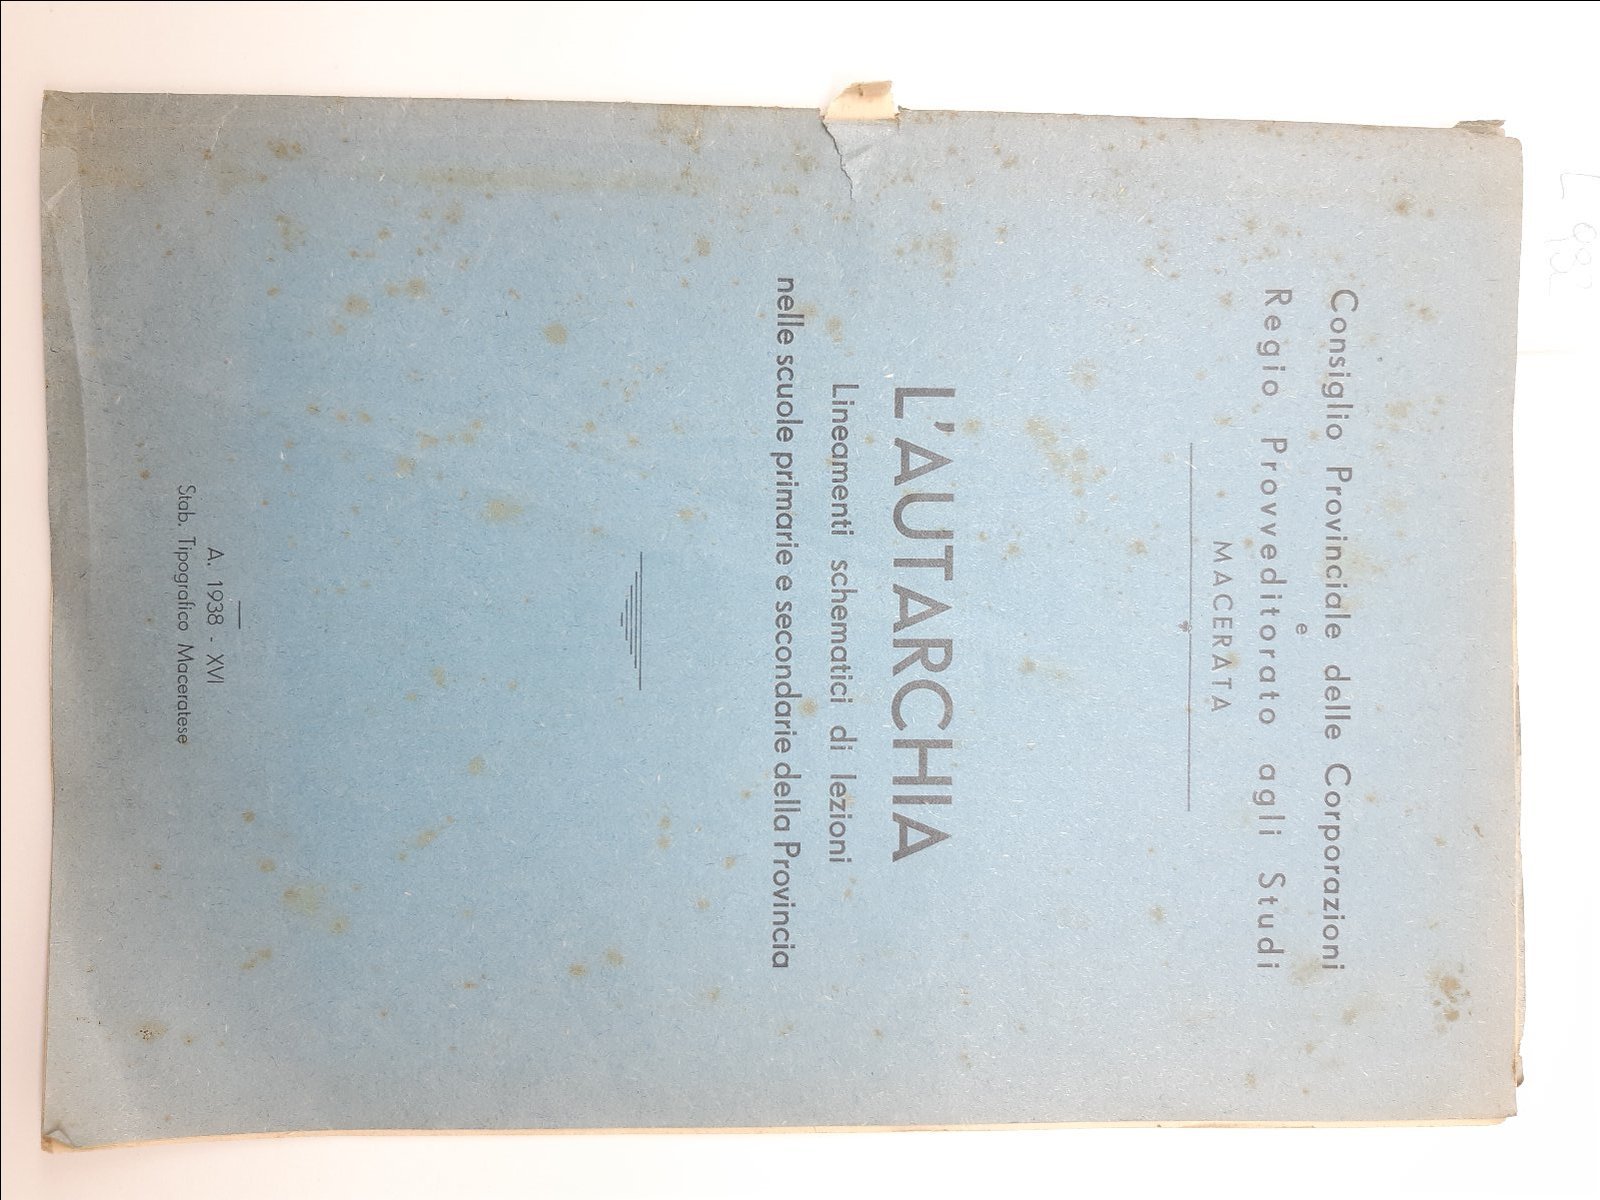 Consiglio Provinciale delle Corporazioni
e
Regio Provveditorato agli Studi
MACERATA
L'AUTARCHIA
Lineamenti schematici di lezioni
nelle scuole primarie e secondarie della Provincia
A. 1938 - XVI
Stab. Tipografico Maceratese